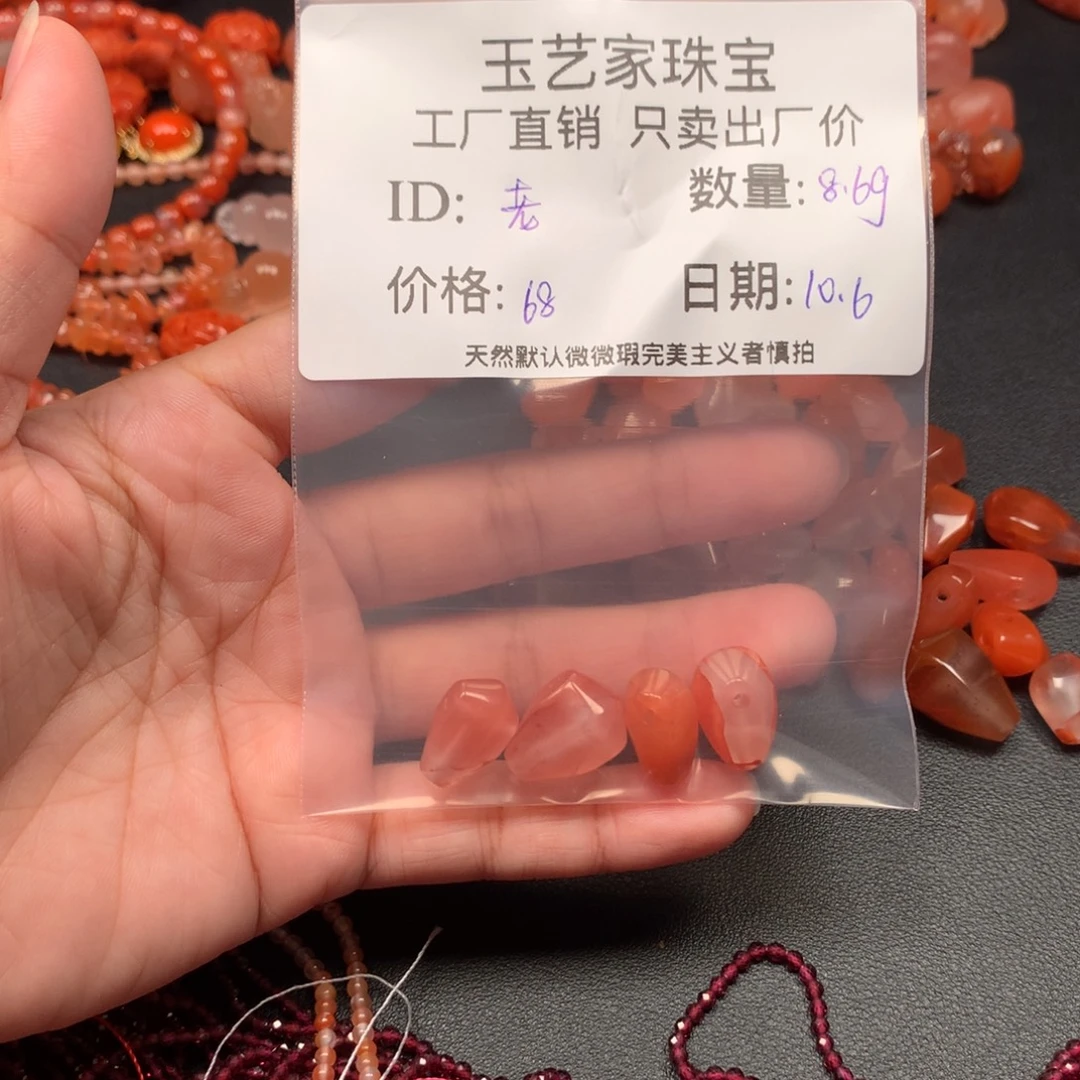 玉艺家珠宝
工厂直销 只卖出厂价
ID: 老 数量: 8.6g
价格: 68 日期: 10.6
天然默认微微瑕完美主义者慎拍